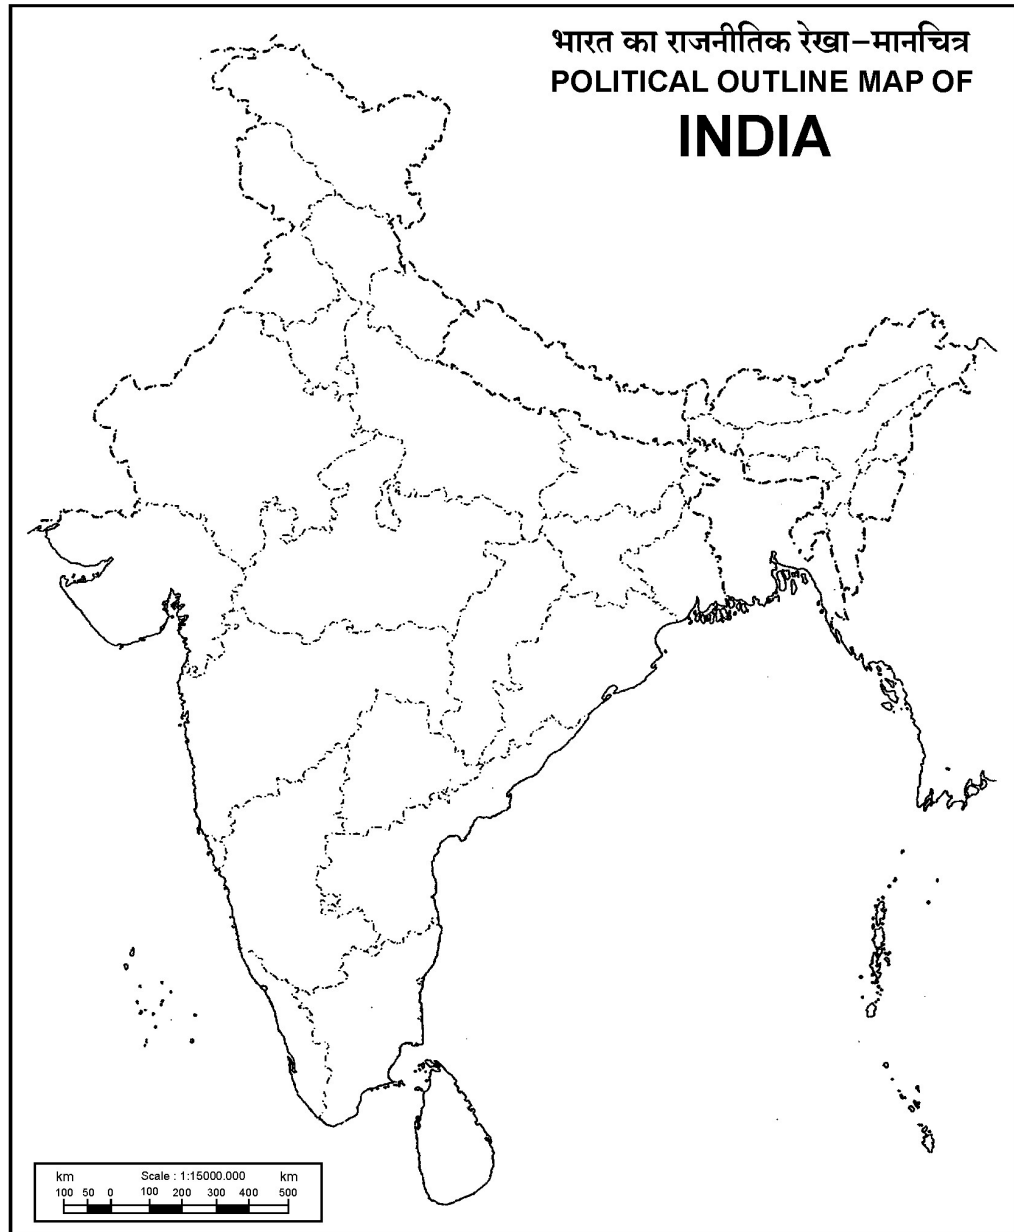 भारत का राजनीतिक रेखा–मानचित्र
POLITICAL OUTLINE MAP OF
INDIA
km Scale : 1:15000.000 km
100 50 0 100 200 300 400 500